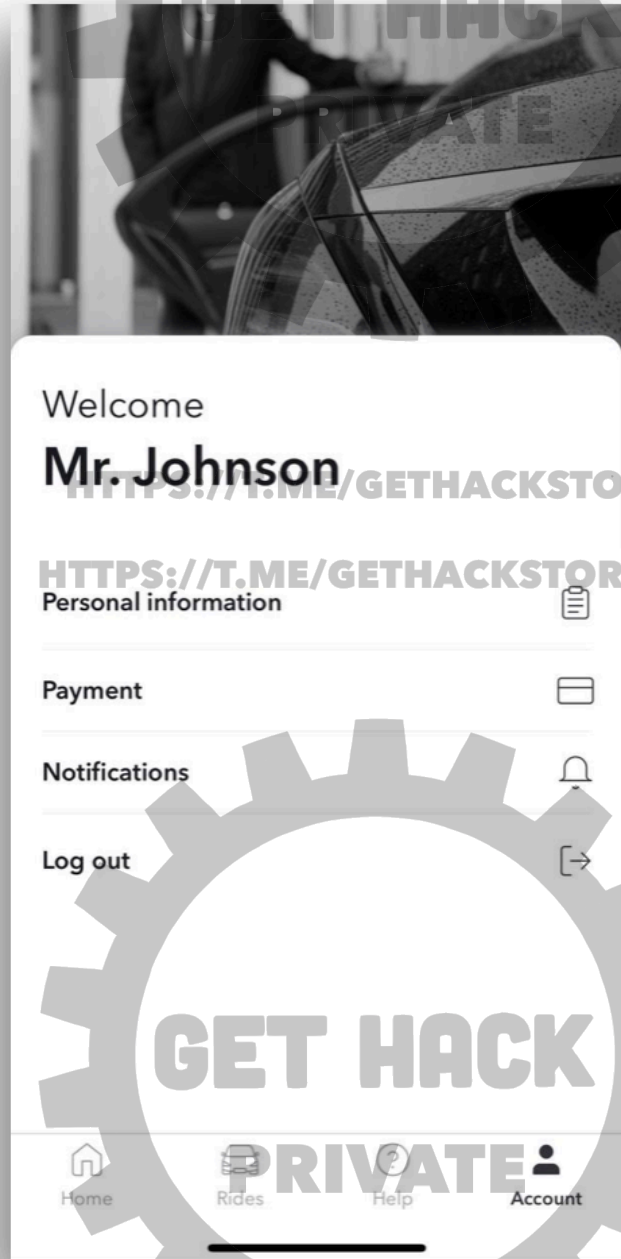 GET HACK
PRIVATE
Welcome
Mr. Johnson
HTTPS://T.ME/GETHACKSTO
HTTPS://T.ME/GETHACKSTOR
Personal information
Payment
Notifications
Log out
GET HACK
PRIVATE
Home
Rides
Help
Account